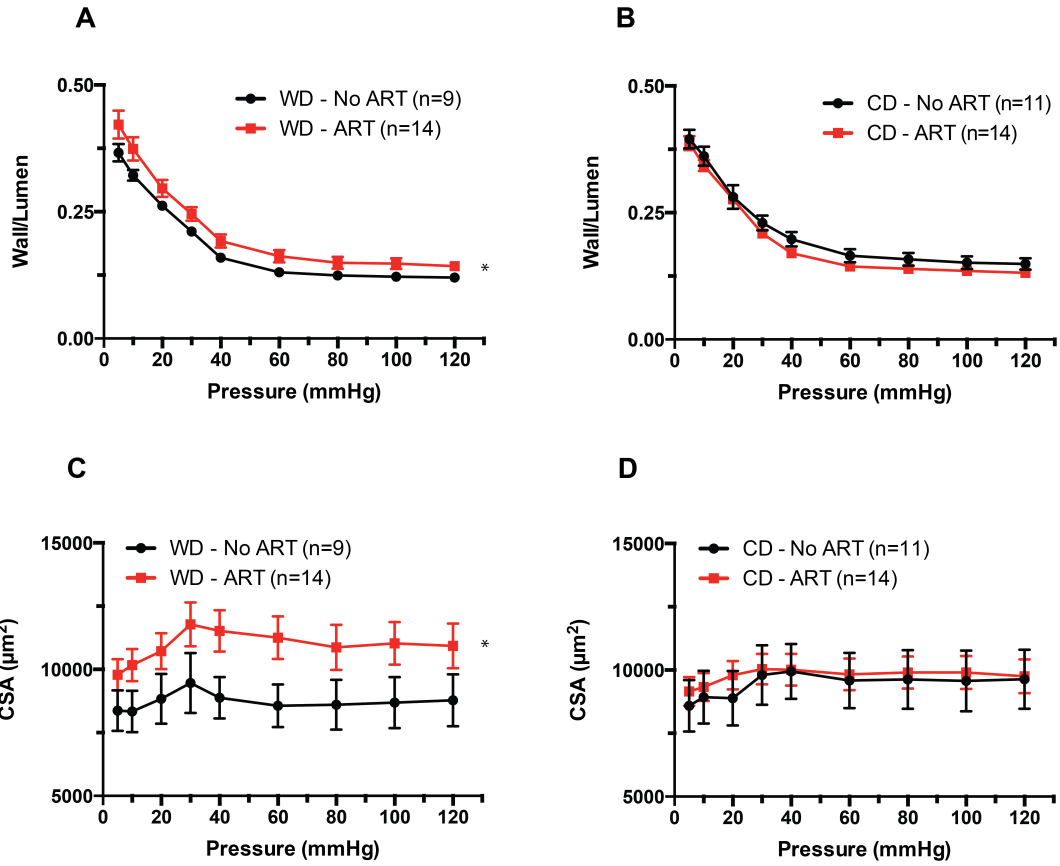 A
0.50
WD - No ART (n=9)
WD - ART (n=14)
Wall/Lumen
0.25
*
0.00
0 20 40 60 80 100 120
Pressure (mmHg)
B
0.50
CD - No ART (n=11)
CD - ART (n=14)
Wall/Lumen
0.25
0.00
0 20 40 60 80 100 120
Pressure (mmHg)
C
15000
WD - No ART (n=9)
WD - ART (n=14)
CSA (µm²)
10000
*
5000
0 20 40 60 80 100 120
Pressure (mmHg)
D
15000
CD - No ART (n=11)
CD - ART (n=14)
CSA (µm²)
10000
5000
0 20 40 60 80 100 120
Pressure (mmHg)